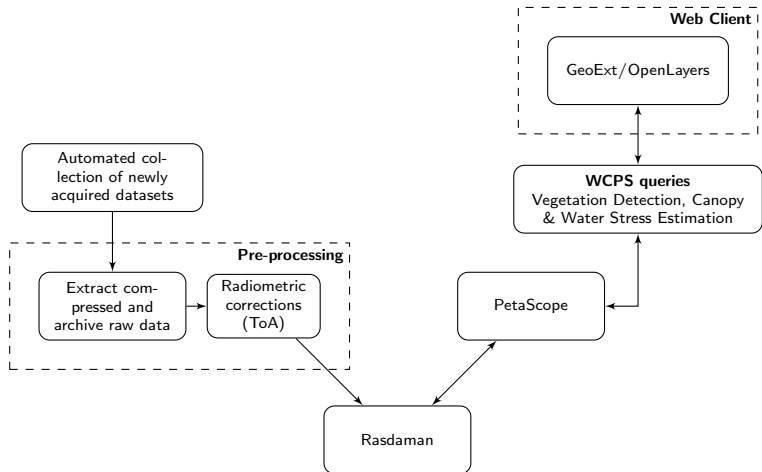 Web Client
GeoExt/OpenLayers
Automated col-
lection of newly
acquired datasets
WCPS queries
Vegetation Detection, Canopy
& Water Stress Estimation
Pre-processing
Extract com-
pressed and
archive raw data
Radiometric
corrections
(ToA)
PetaScope
Rasdaman